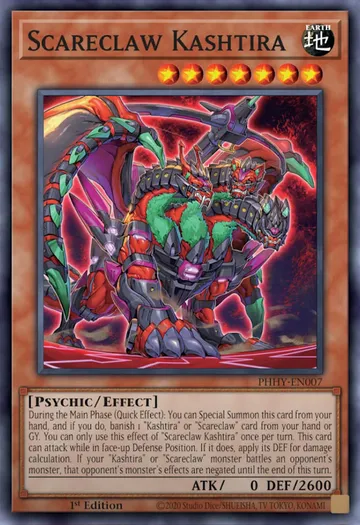 SCARECLAW KASHTIRA
EARTH
地
PHHY-EN007
[PSYCHIC/EFFECT]
During the Main Phase (Quick Effect): You can Special Summon this card from your
hand, and if you do, banish 1 "Kashtira" or "Scareclaw" card from your hand or
GY. You can only use this effect of "Scareclaw Kashtira" once per turn. This card
can attack while in face-up Defense Position. If it does, apply its DEF for damage
calculation. If your "Kashtira" or "Scareclaw" monster battles an opponent's
monster, that opponent's monster's effects are negated until the end of this turn.
ATK/ 0 DEF/2600
1st Edition
©2020 Studio Dice/SHUEISHA, TV TOKYO, KONAMI